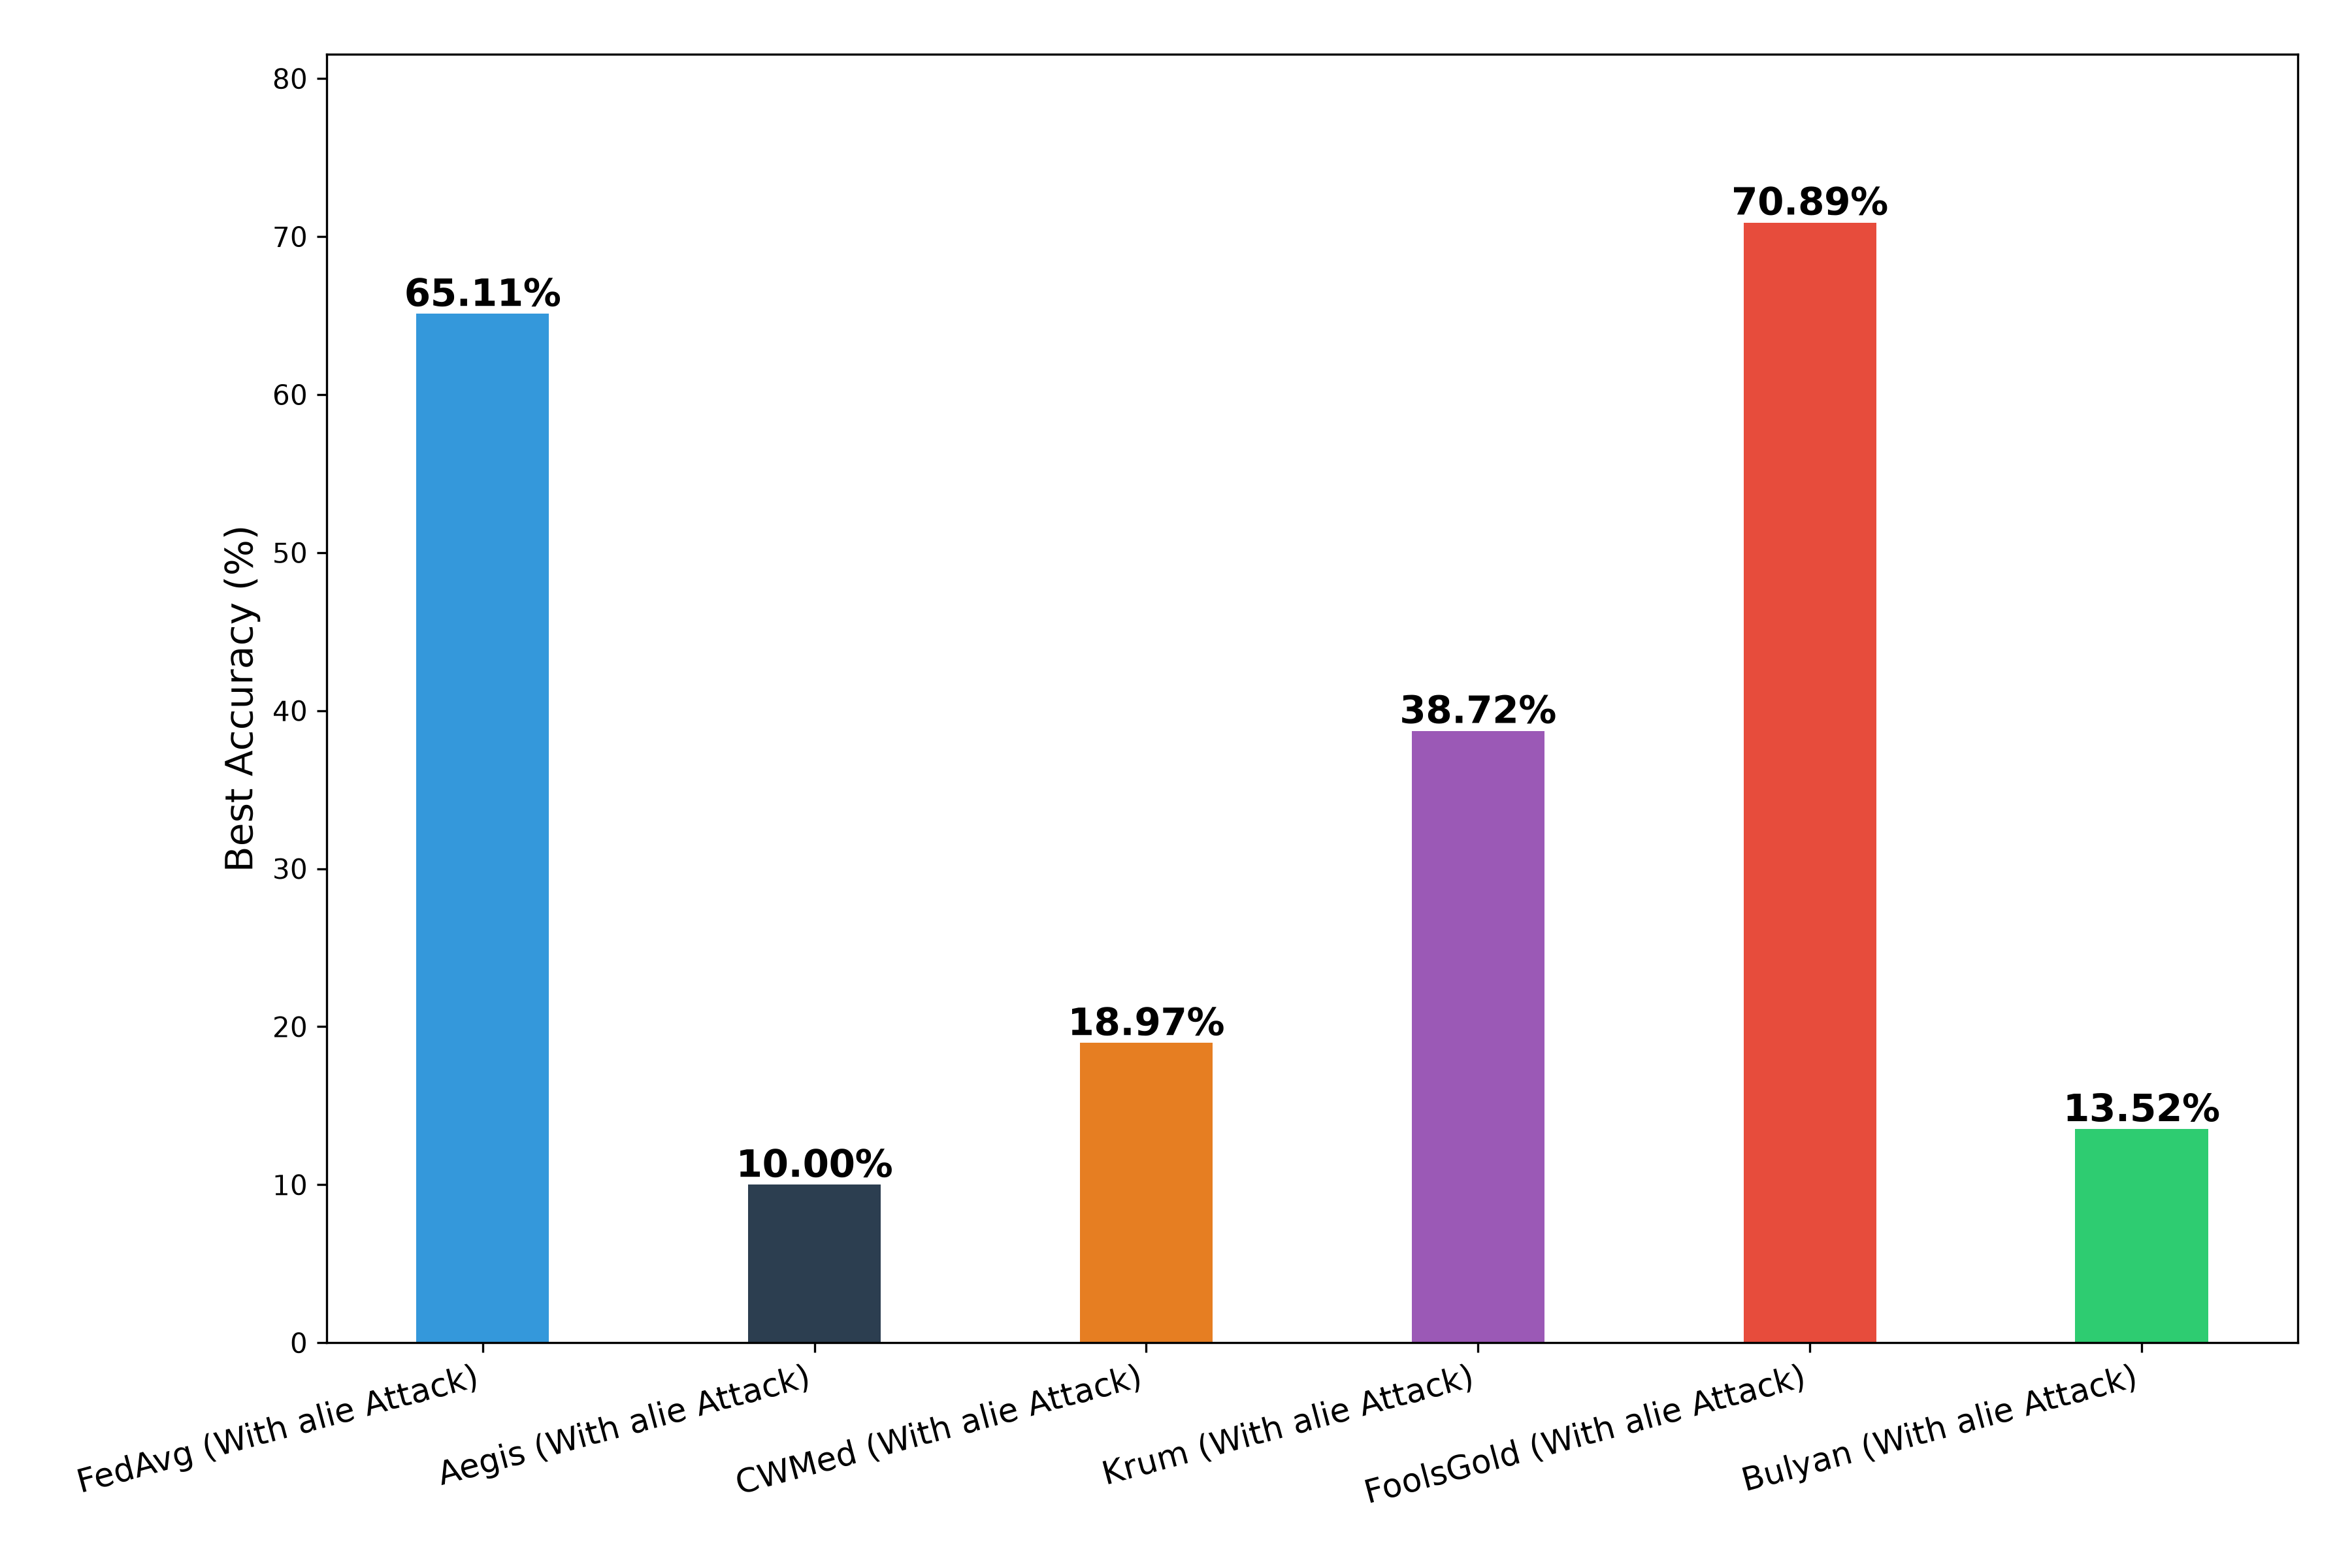 80
70
60
50
40
30
20
10
0
Best Accuracy (%)
65.11%
10.00%
18.97%
38.72%
70.89%
13.52%
FedAvg (With alie Attack)
Aegis (With alie Attack)
CWMed (With alie Attack)
Krum (With alie Attack)
FoolsGold (With alie Attack)
Bulyan (With alie Attack)